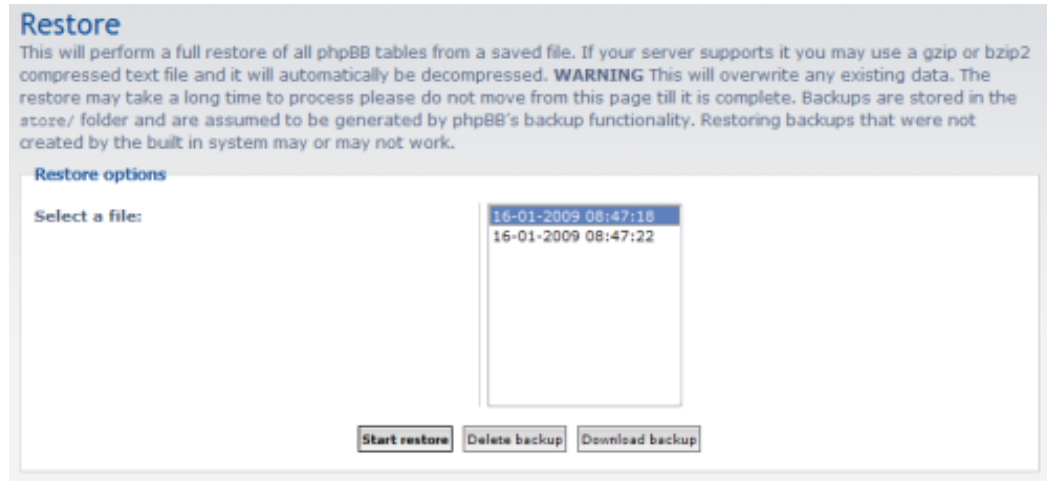 Restore
This will perform a full restore of all phpBB tables from a saved file. If your server supports it you may use a gzip or bzip2
compressed text file and it will automatically be decompressed. WARNING This will overwrite any existing data. The
restore may take a long time to process please do not move from this page till it is complete. Backups are stored in the
store/ folder and are assumed to be generated by phpBB's backup functionality. Restoring backups that were not
created by the built in system may or may not work.
Restore options
Select a file:
16-01-2009 08:47:18
16-01-2009 08:47:22
Start restore Delete backup Download backup